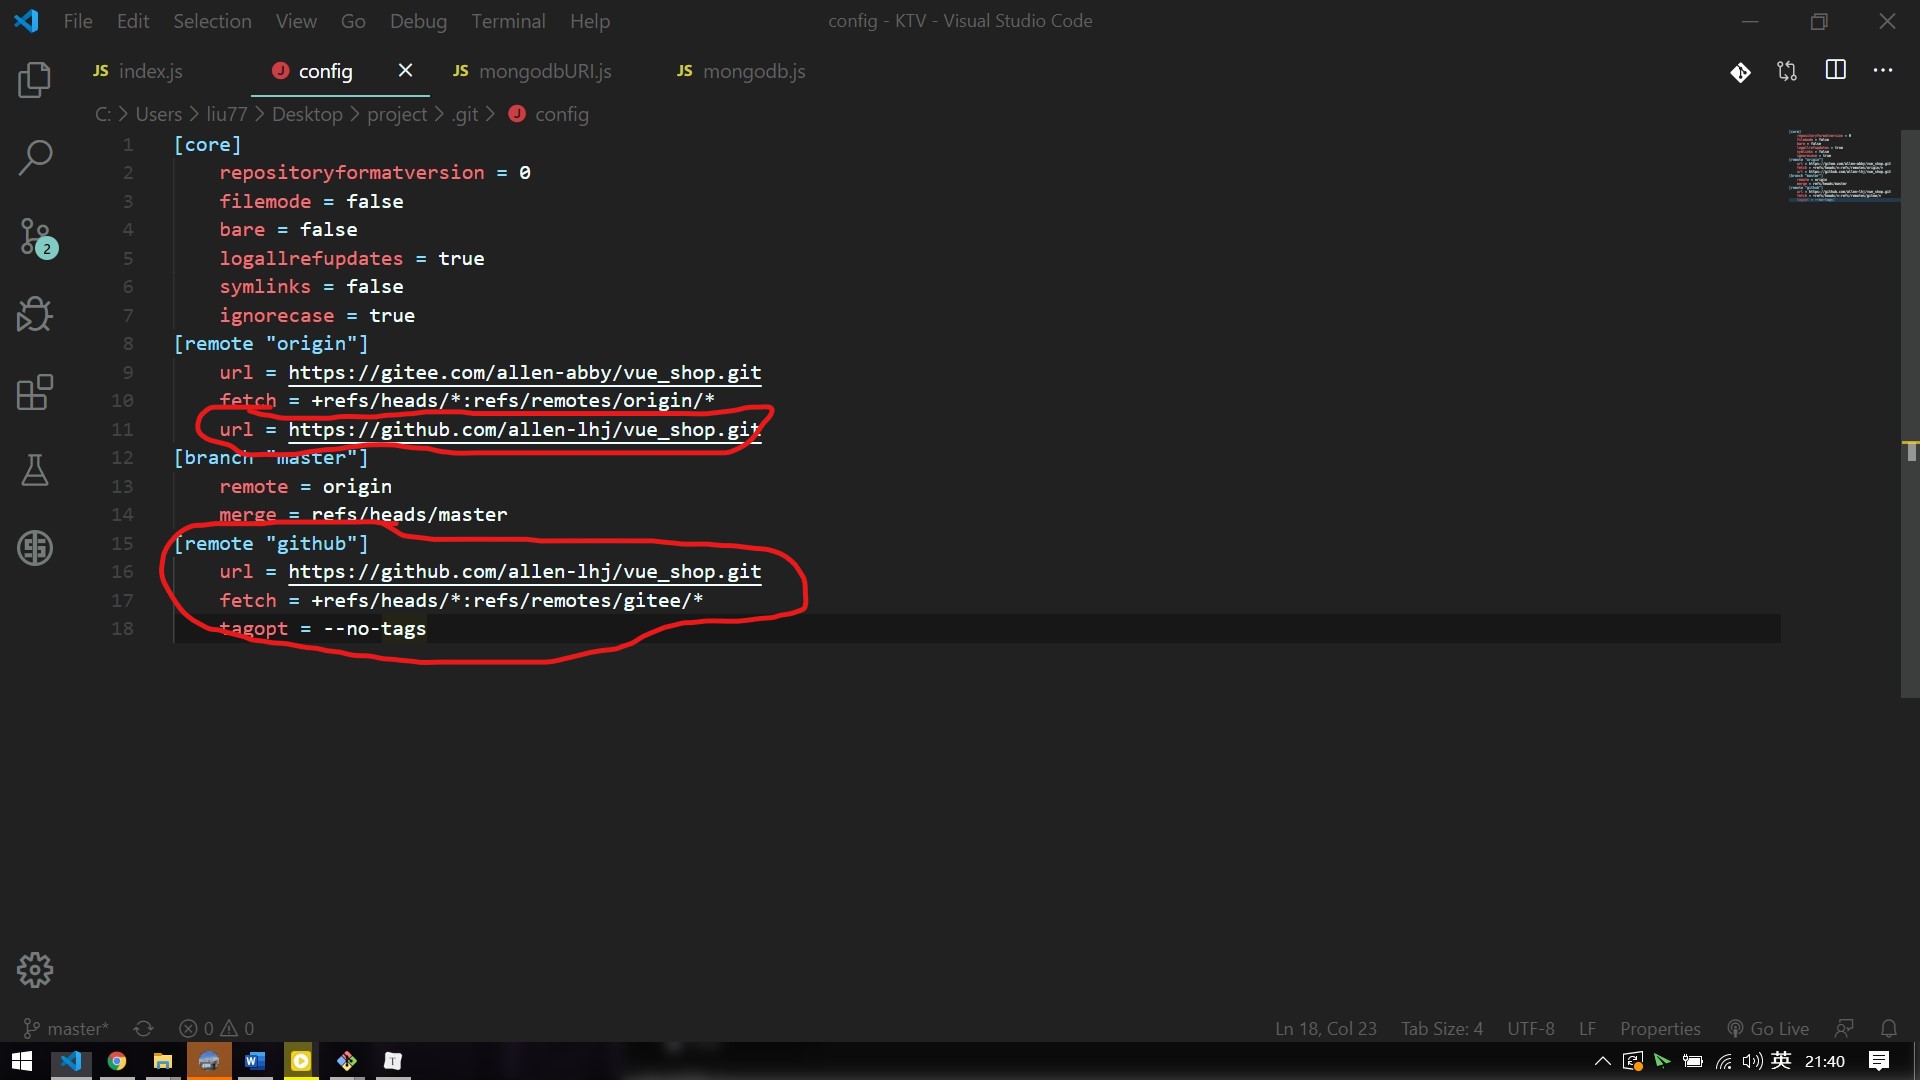 File Edit Selection View Go Debug Terminal Help
config - KTV - Visual Studio Code
JS index.js
J config
JS mongodbURI.js
JS mongodb.js
C: > Users > liu77 > Desktop > project > .git > J config
1 [core]
2 repositoryformatversion = 0
3 filemode = false
4 bare = false
5 logallrefupdates = true
6 symlinks = false
7 ignorecase = true
8 [remote "origin"]
9 url = https://gitee.com/allen-abby/vue_shop.git
10 fetch = +refs/heads/*:refs/remotes/origin/*
11 url = https://github.com/allen-lhj/vue_shop.git
12 [branch "master"]
13 remote = origin
14 merge = refs/heads/master
15 [remote "github"]
16 url = https://github.com/allen-lhj/vue_shop.git
17 fetch = +refs/heads/*:refs/remotes/gitee/*
18 tagopt = --no-tags
2
master* 0 0
Ln 18, Col 23 Tab Size: 4 UTF-8 LF Properties Go Live
W T 英 21:40